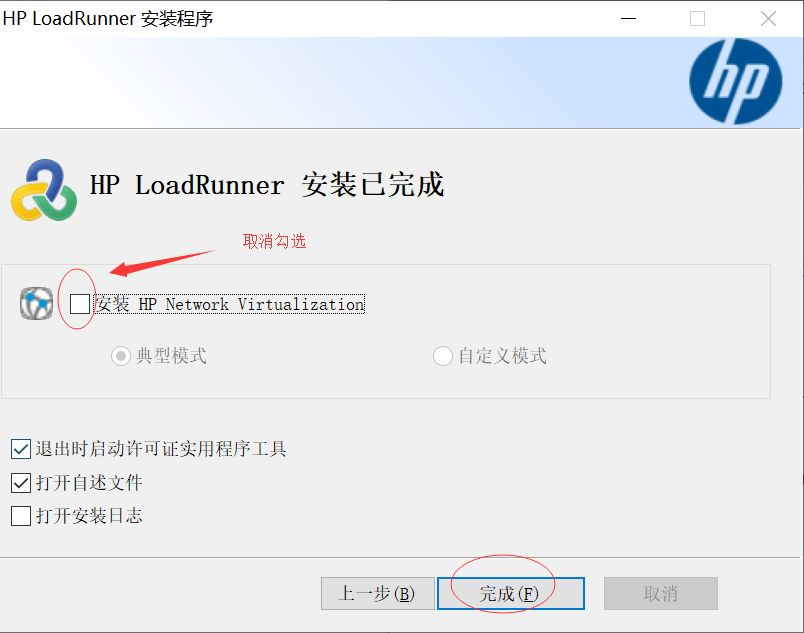 HP LoadRunner 安装程序
hp
HP LoadRunner 安装已完成
取消勾选
安装 HP Network Virtualization
典型模式 自定义模式
退出时启动许可证实用程序工具
打开自述文件
打开安装日志
上一步(B) 完成(F) 取消